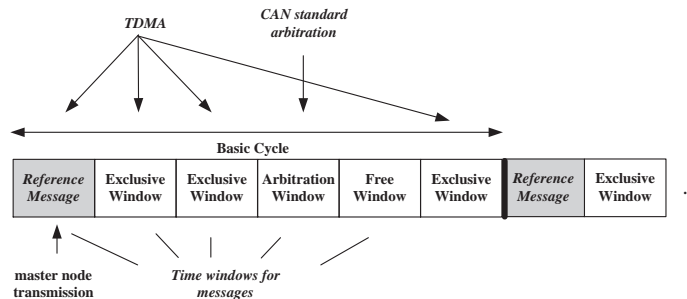 TDMA
CAN standard
arbitration
Basic Cycle
Reference Message
Exclusive Window
Exclusive Window
Arbitration Window
Free Window
Exclusive Window
Reference Message
Exclusive Window
.
master node
transmission
Time windows for
messages